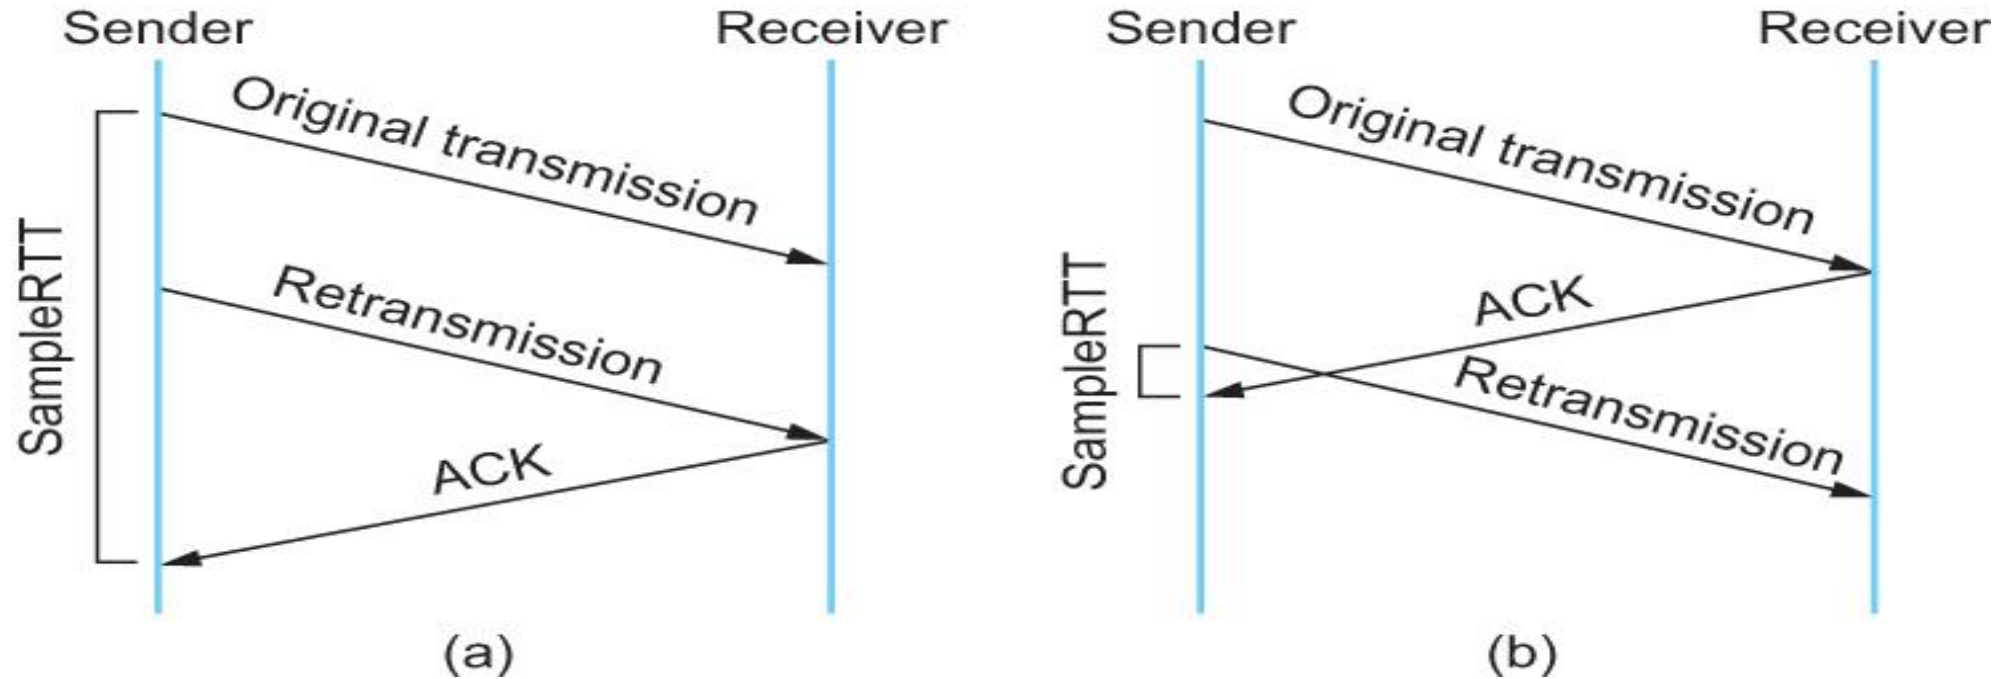 Sender
Receiver
Original transmission
SampleRTT
Retransmission
ACK
(a)
Sender
Receiver
Original transmission
ACK
SampleRTT
Retransmission
(b)